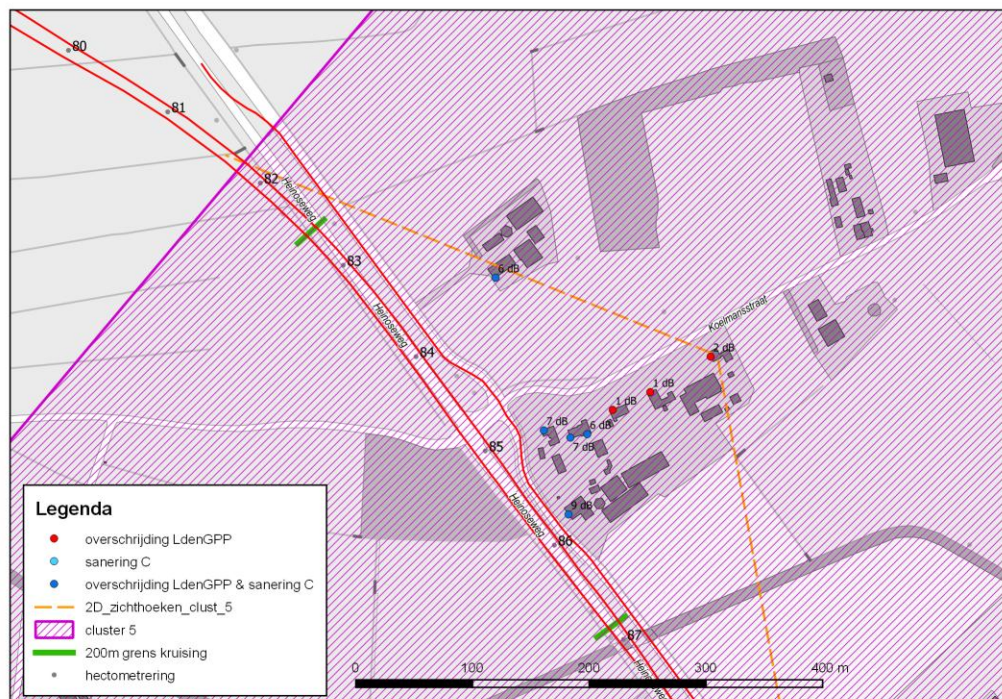 80
81
82
Heinoseweg
83
6 dB
Heinoseweg
84
Koelmansstraat
2 dB
1 dB
1 dB
7 dB
6 dB
7 dB
85
9 dB
Heinoseweg
86
87
Heinoseweg
Legenda
overschrijding LdenGPP
sanering C
overschrijding LdenGPP & sanering C
2D_zichthoeken_clust_5
cluster 5
200m grens kruising
hectometrering
0 100 200 300 400 m